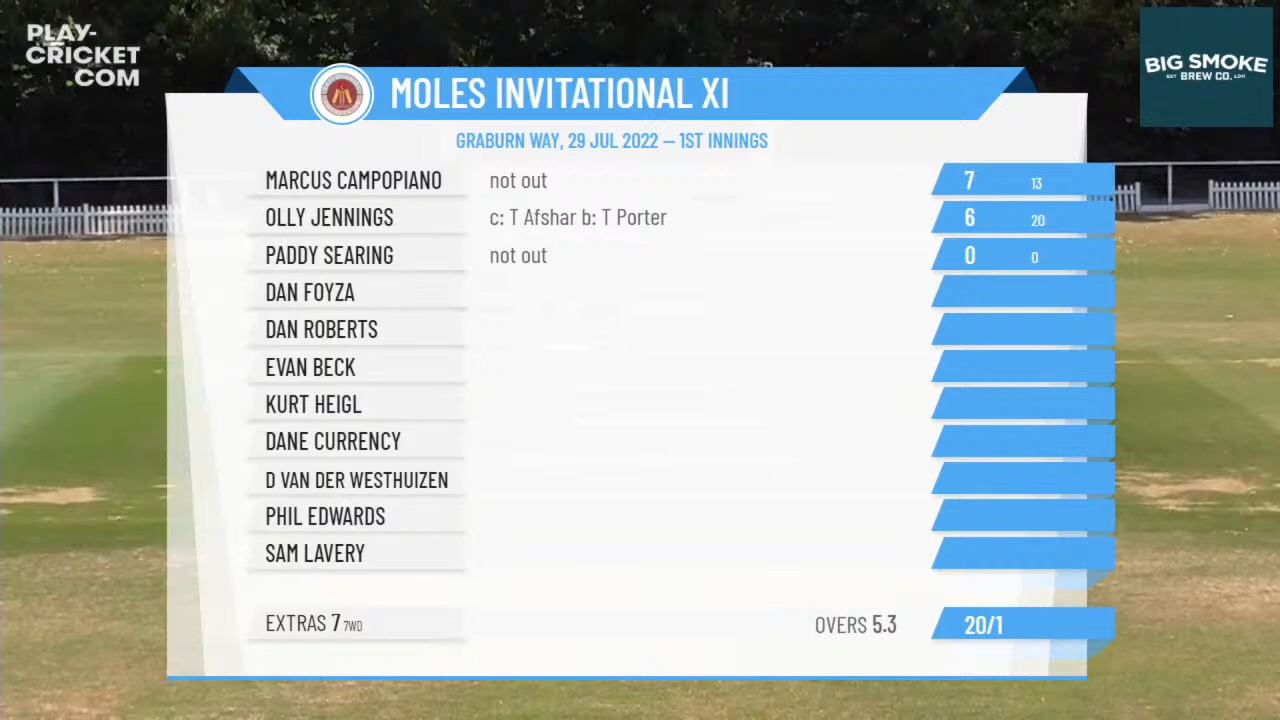 PLAY-
CRICKET
.COM
BIG SMOKE
EST BREW CO. LDN
MOLES INVITATIONAL XI
GRABURN WAY, 29 JUL 2022 – 1ST INNINGS
MARCUS CAMPOPIANO not out 7 13
OLLY JENNINGS c: T Afshar b: T Porter 6 20
PADDY SEARING not out 0 0
DAN FOYZA
DAN ROBERTS
EVAN BECK
KURT HEIGL
DANE CURRENCY
D VAN DER WESTHUIZEN
PHIL EDWARDS
SAM LAVERY
EXTRAS 7 7WD OVERS 5.3 20/1